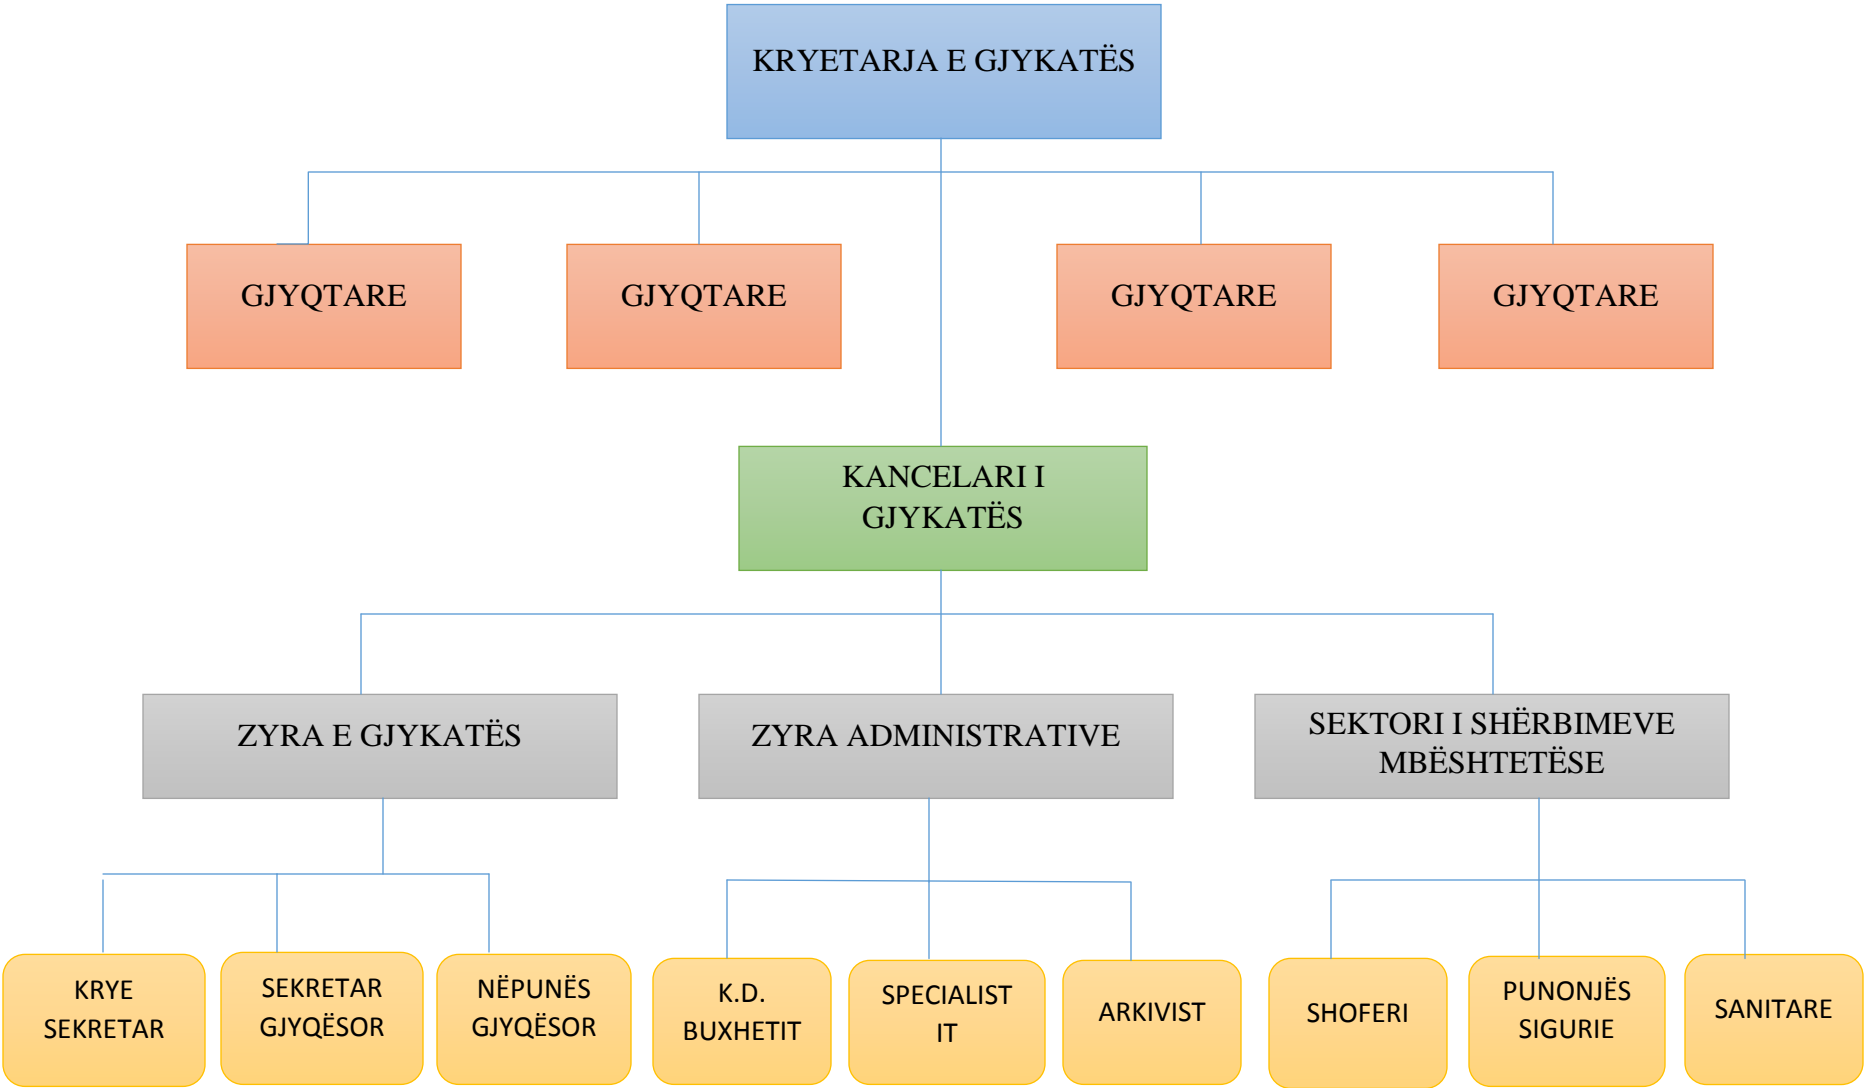 KRYETARJA E GJYKATËS
GJYQTARE
GJYQTARE
GJYQTARE
GJYQTARE
KANCELARI I
GJYKATËS
ZYRA E GJYKATËS
ZYRA ADMINISTRATIVE
SEKTORI I SHËRBIMEVE
MBËSHTETËSE
KRYE
SEKRETAR
SEKRETAR
GJYQËSOR
NËPUNËS
GJYQËSOR
K.D.
BUXHETIT
SPECIALIST
IT
ARKIVIST
SHOFERI
PUNONJËS
SIGURIE
SANITARE